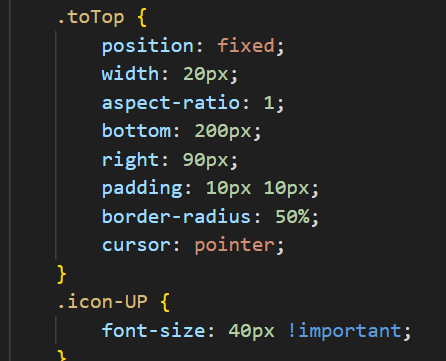 .toTop {
position: fixed;
width: 20px;
aspect-ratio: 1;
bottom: 200px;
right: 90px;
padding: 10px 10px;
border-radius: 50%;
cursor: pointer;
}
.icon-UP {
font-size: 40px !important;
}